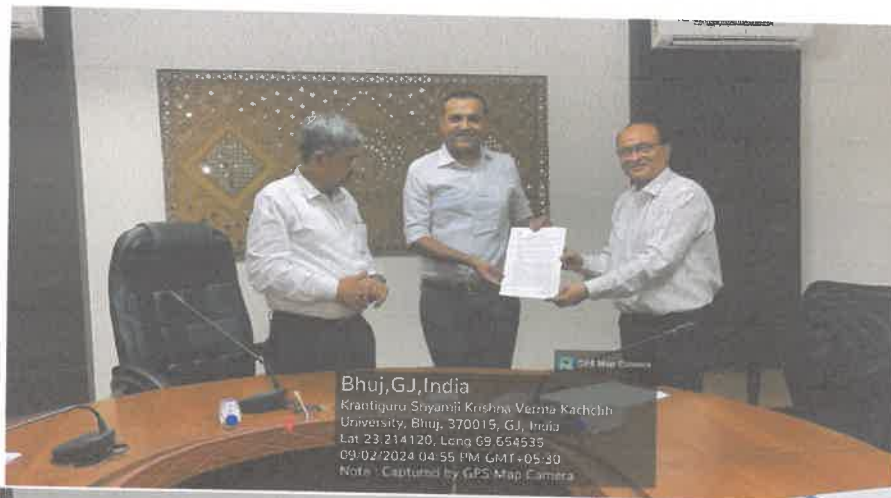 GPS Map Camera
Bhuj,GJ,India
Krantiguru Shyamji Krishna Verma Kachchh
University, Bhuj, 370015, GJ, India
Lat 23.214120, Long 69.654535
09/02/2024 04:55 PM GMT+05:30
Note : Captured by GPS Map Camera